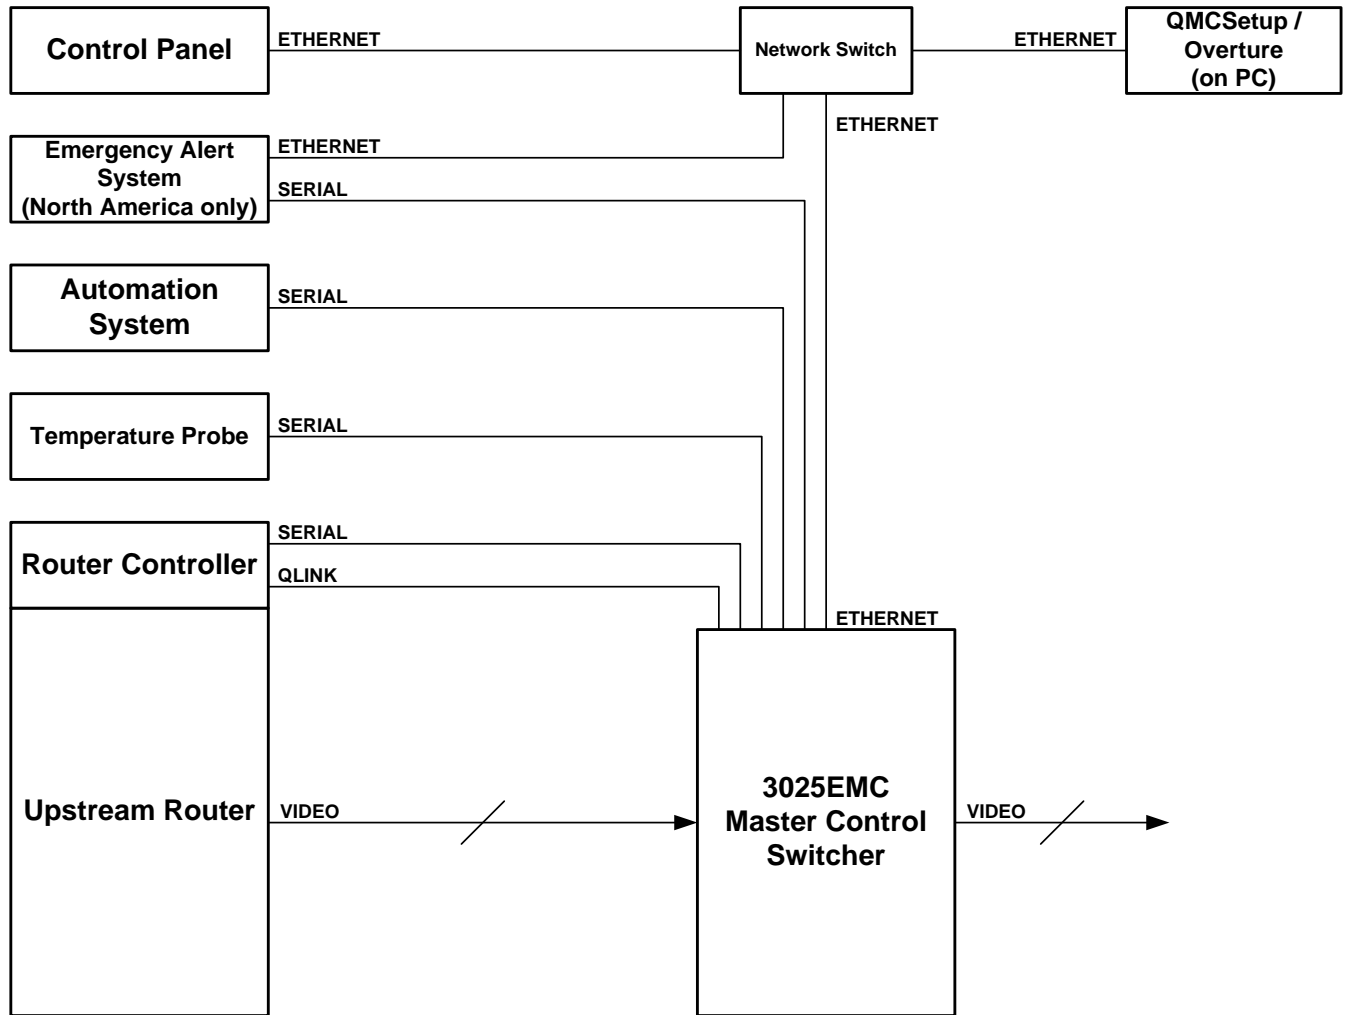 Control Panel
ETHERNET
Network Switch
ETHERNET
QMCSetup /
Overture
(on PC)
ETHERNET
Emergency Alert
System
(North America only)
ETHERNET
SERIAL
Automation
System
SERIAL
Temperature Probe
SERIAL
Router Controller
SERIAL
QLINK
ETHERNET
Upstream Router
VIDEO
3025EMC
Master Control
Switcher
VIDEO